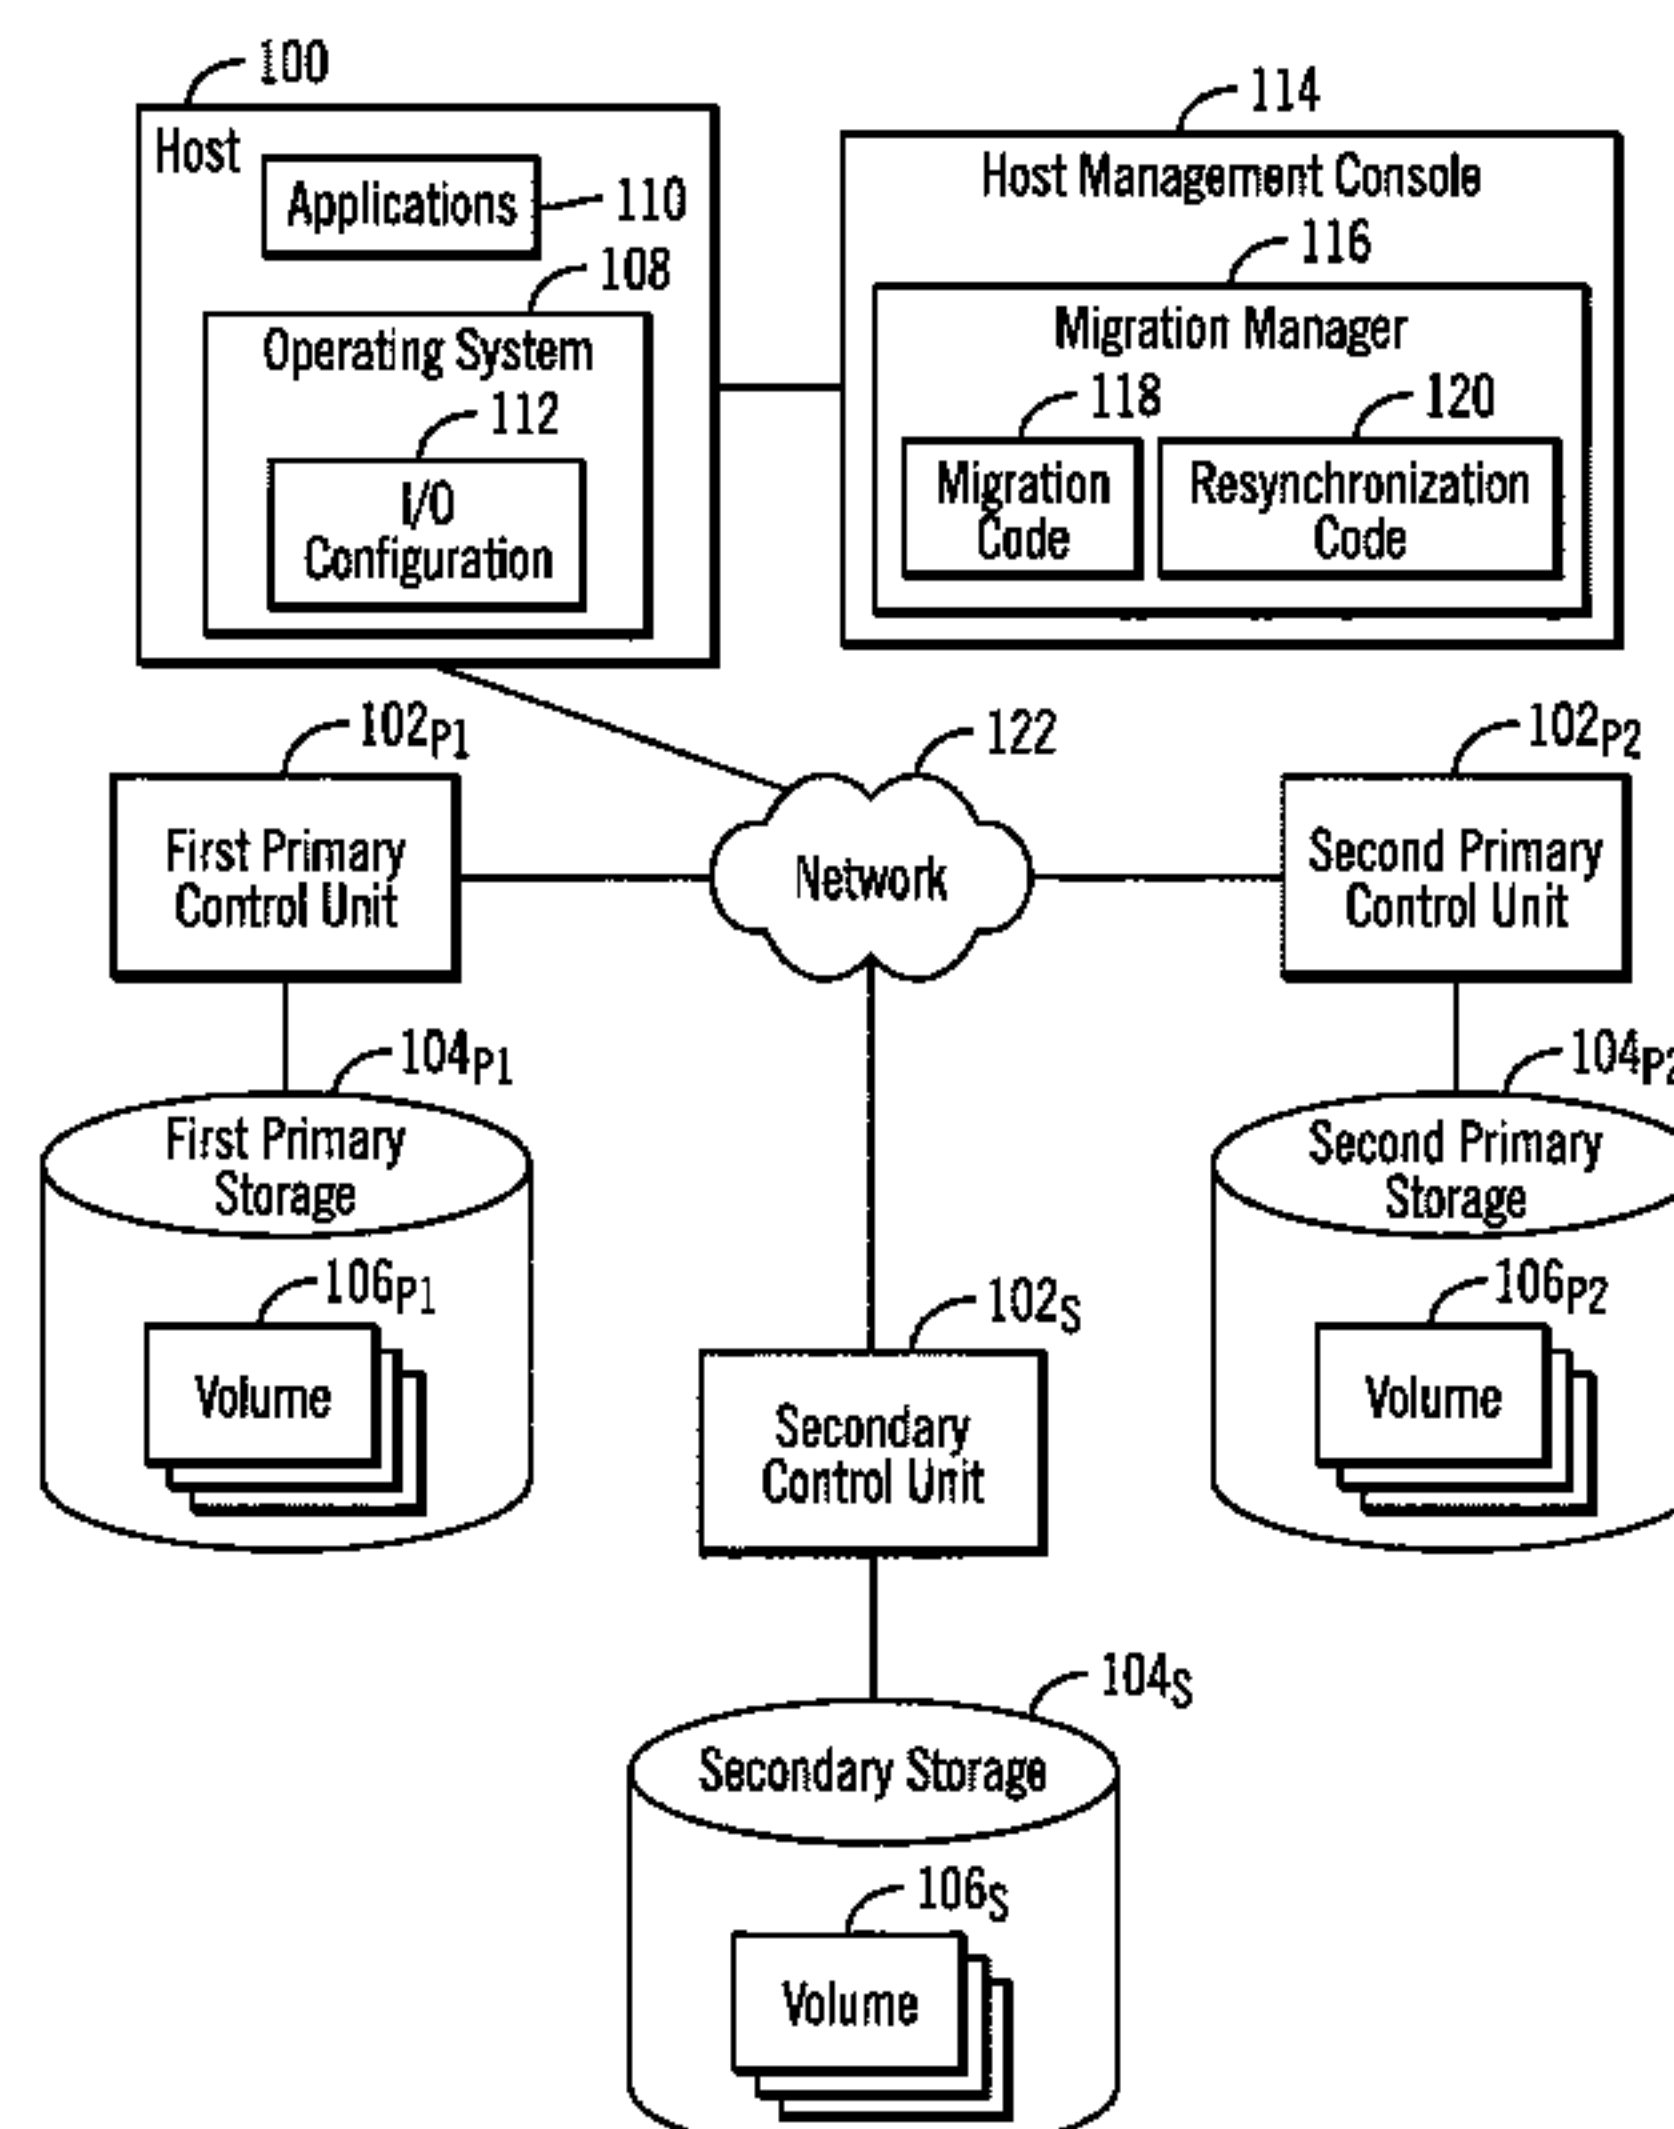 100
Host
Applications
110
108
Operating System
112
I/O
Configuration
114
Host Management Console
116
Migration Manager
118
Migration
Code
120
Resynchronization
Code
102P1
First Primary
Control Unit
122
Network
102P2
Second Primary
Control Unit
104P1
First Primary
Storage
106P1
Volume
104P2
Second Primary
Storage
106P2
Volume
102S
Secondary
Control Unit
104S
Secondary Storage
106S
Volume